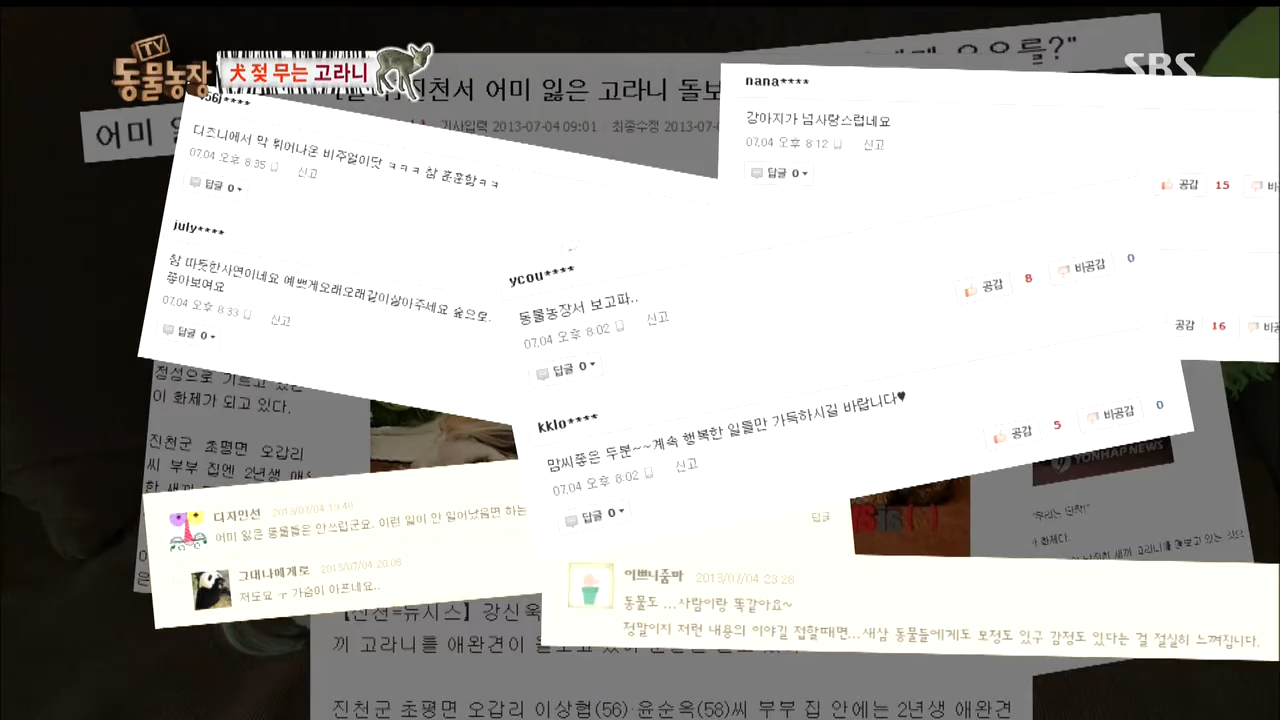 TV
동물농장
犬 젖 무는 고라니
SBS
진천서 어미 잃은 고라니
기사입력 2013-07-04 09:01 최종수정
어미
디즈니에서 막 튀어나온 비주얼이닷 ㅋㅋㅋ 참 훈훈함ㅋㅋ
07.04 오후 8:35 신고
답글 0
july****
참 따듯한사연이네요 예쁘게오래오래같이살아주세요 숲으로.
좋아보여요
07.04 오후 8:33 신고
답글 0
nana****
강아지가 넘사랑스럽네요
07.04 오후 8:12 신고
답글 0
공감 15
ycou****
동물농장서 보고파..
07.04 오후 8:02 신고
답글 0
공감 8 비공감 0
공감 16
kklo****
맘씨좋은 두분~~계속 행복한 일들만 가득하시길 바랍니다♥
07.04 오후 8:02 신고
답글 0
공감 5 비공감 0
정성으로 기르고 있는
이 화제가 되고 있다.
진천군 초평면 오갑리
씨 부부 집엔 2년생
YONHAP NEWS
디지민선 2013/07/04 19:40
어미 잃은 동물들은 안쓰럽군요. 이런 일이 안 일어났음면 하는
답글
그대나에게로 2013/07/04 20:08
저도요 ㅜ 가슴이 아프네요..
이쁘니줌마 2013/07/04 23:28
동물도 ...사람이랑 똑같아요~
정말이지 저런 내용의 이야길 접할때면...새삼 동물들에게도 모정도 있구 감정도 있다는 걸 절실히 느껴집니다.
화제다.
【진천=뉴시스】 강신욱
끼 고라니를 애완견이
진천군 초평면 오갑리 이상협(56)·윤순옥(58)씨 부부 집 안에는 2년생 애완견